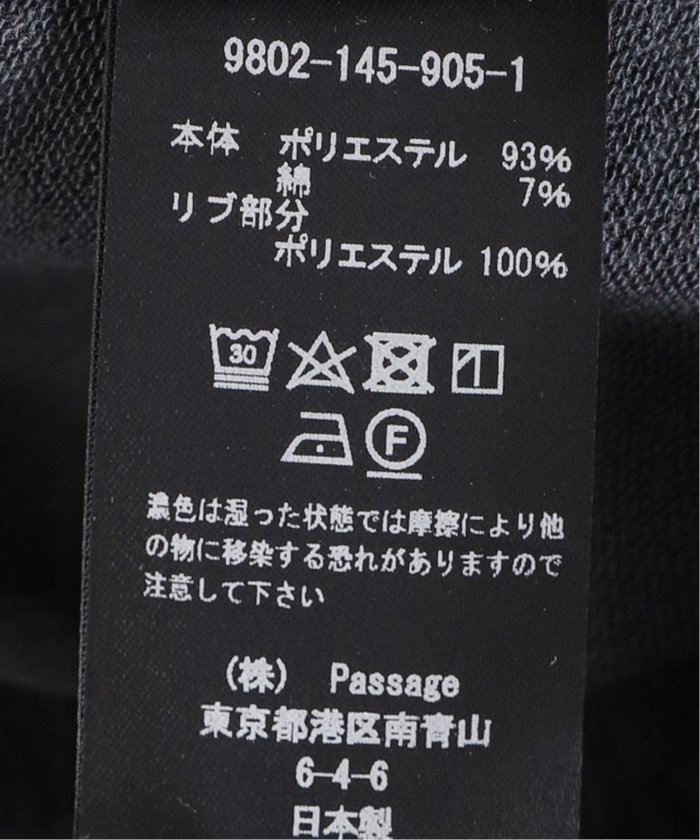 9802-145-905-1
本体 ポリエステル 93%
綿 7%
リブ部分
ポリエステル 100%
30
F
濃色は湿った状態では摩擦により他
の物に移染する恐れがありますので
注意して下さい
(株) Passage
東京都港区南青山
6-4-6
日本製